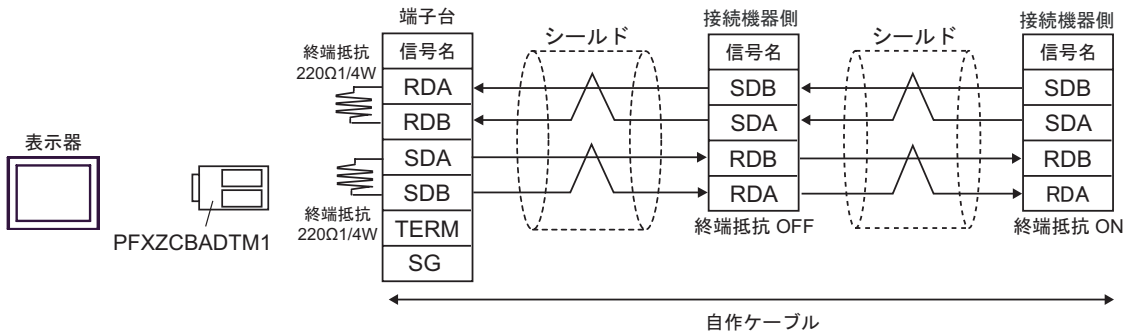 表示器
PFXZCBADTM1
終端抵抗
220Ω1/4W
終端抵抗
220Ω1/4W
端子台
信号名
RDA
RDB
SDA
SDB
TERM
SG
シールド
接続機器側
信号名
SDB
SDA
RDB
RDA
終端抵抗 OFF
シールド
接続機器側
信号名
SDB
SDA
RDB
RDA
終端抵抗 ON
自作ケーブル